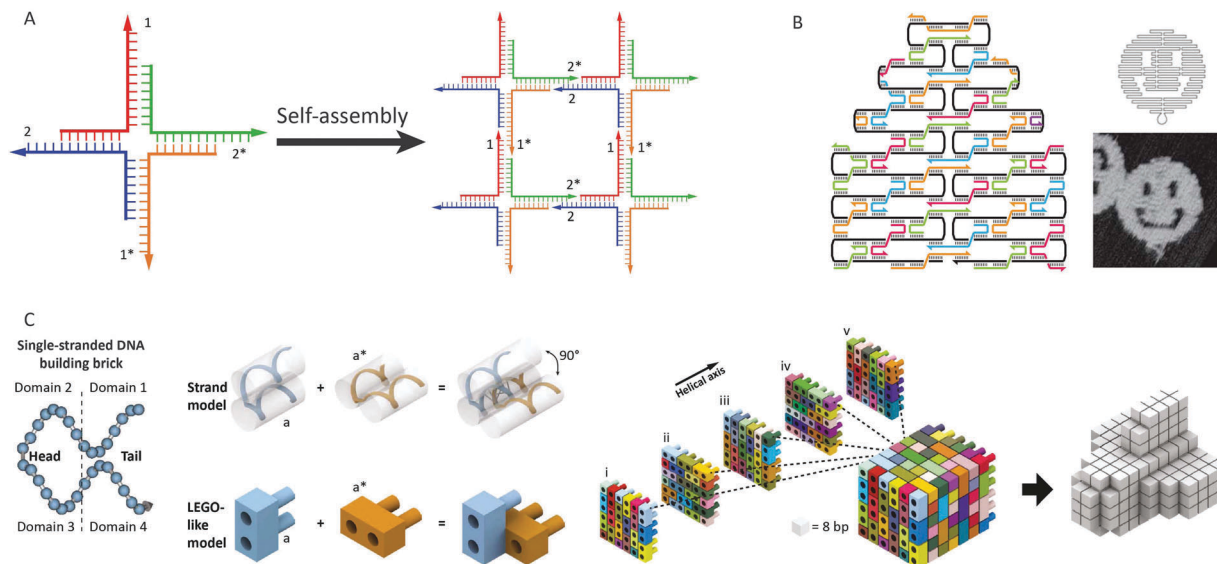 A
1
2
2*
1*
Self-assembly
2*
2
1
1*
1
1*
2*
2
B
C
Single-stranded DNA
building brick
Domain 2
Domain 1
Head
Tail
Domain 3
Domain 4
Strand
model
a
+
a*
=
90°
LEGO-
like
model
a
+
a*
=
Helical axis
i
ii
iii
iv
v
= 8 bp